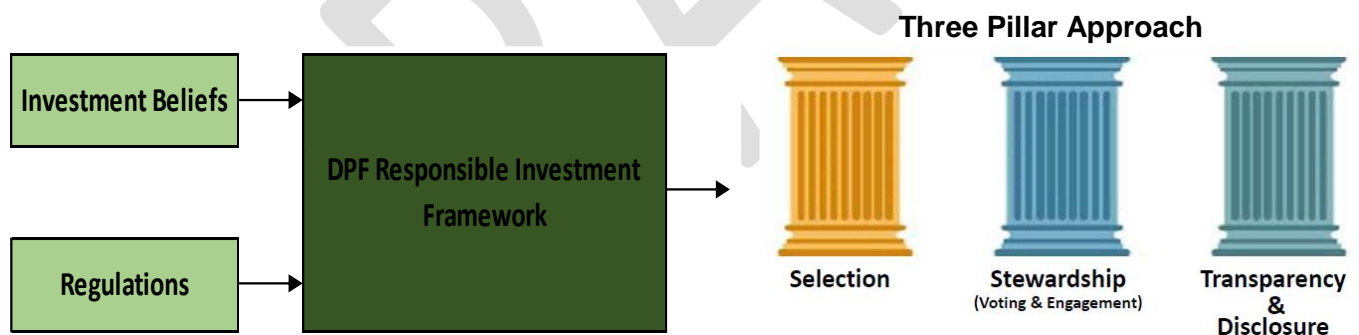 Three Pillar Approach
Investment Beliefs
DPF Responsible Investment
Framework
Regulations
Selection
Stewardship
(Voting & Engagement)
Transparency
&
Disclosure